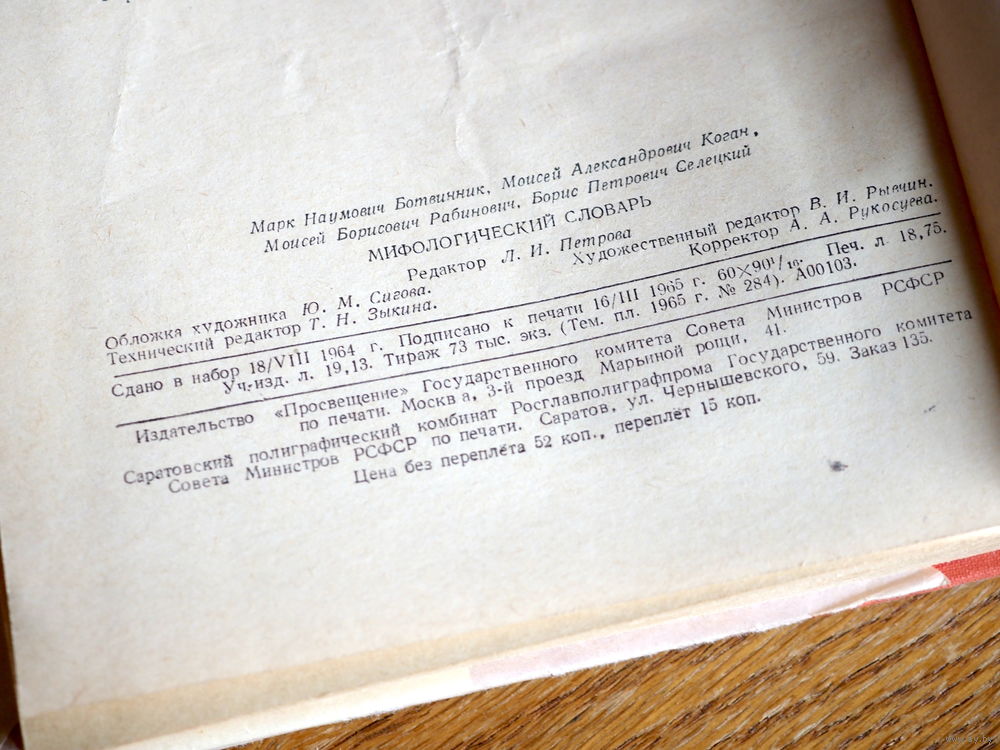 Марк Наумович Ботвинник, Моисей Александрович Коган,
Моисей Борисович Рабинович, Борис Петрович Селецкий
МИФОЛОГИЧЕСКИЙ СЛОВАРЬ
Редактор Л. И. Петрова
Обложка художника Ю. М. Сигова. Художественный редактор В. И. Рывчин.
Технический редактор Т. Н. Зыкина. Корректор А. А. Рукосуева.
Сдано в набор 18/VIII 1964 г. Подписано к печати 16/III 1965 г. 60×90¹/₁₆. Печ. л 18,75.
Уч.-изд. л. 19,13. Тираж 73 тыс. экз. (Тем. пл. 1965 г. № 284). А00103.
Издательство «Просвещение» Государственного комитета Совета Министров РСФСР
по печати. Москва, 3-й проезд Марьиной рощи, 41.
Саратовский полиграфический комбинат Росглавполиграфпрома Государственного комитета
Совета Министров РСФСР по печати. Саратов, ул. Чернышевского, 59. Заказ 135.
Цена без переплёта 52 коп., переплёт 15 коп.